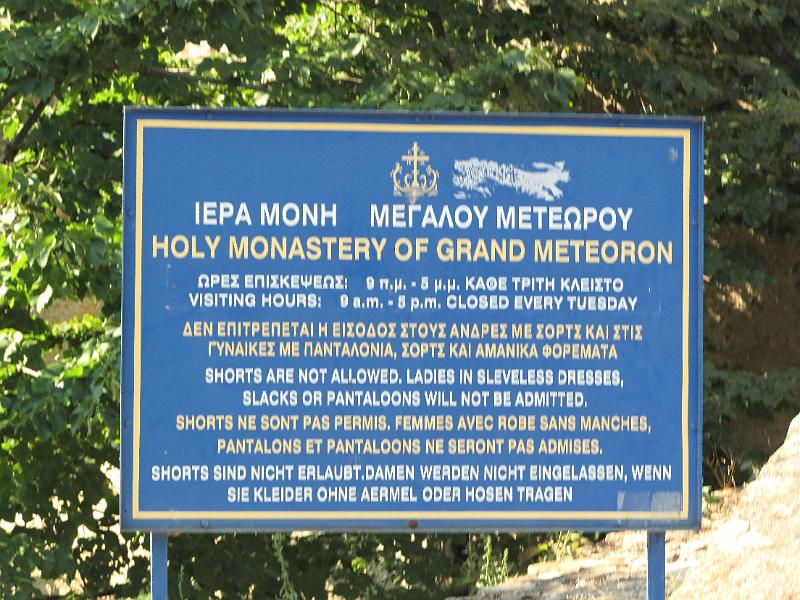 ΙΕΡΑ ΜΟΝΗ ΜΕΓΑΛΟΥ ΜΕΤΕΩΡΟΥ
HOLY MONASTERY OF GRAND METEORON
ΩΡΕΣ ΕΠΙΣΚΕΨΕΩΣ: 9 π.μ. - 5 μ.μ. ΚΑΘΕ ΤΡΙΤΗ ΚΛΕΙΣΤΟ
VISITING HOURS: 9 a.m. - 5 p.m. CLOSED EVERY TUESDAY
ΔΕΝ ΕΠΙΤΡΕΠΕΤΑΙ Η ΕΙΣΟΔΟΣ ΣΤΟΥΣ ΑΝΔΡΕΣ ΜΕ ΣΟΡΤΣ ΚΑΙ ΣΤΙΣ
ΓΥΝΑΙΚΕΣ ΜΕ ΠΑΝΤΑΛΟΝΙΑ, ΣΟΡΤΣ ΚΑΙ ΑΜΑΝΙΚΑ ΦΟΡΕΜΑΤΑ
SHORTS ARE NOT ALLOWED. LADIES IN SLEVELESS DRESSES,
SLACKS OR PANTALOONS WILL NOT BE ADMITTED.
SHORTS NE SONT PAS PERMIS. FEMMES AVEC ROBE SANS MANCHES,
PANTALONS ET PANTALOONS NE SERONT PAS ADMISES.
SHORTS SIND NICHT ERLAUBT.DAMEN WERDEN NICHT EINGELASSEN, WENN
SIE KLEIDER OHNE AERMEL ODER HOSEN TRAGEN